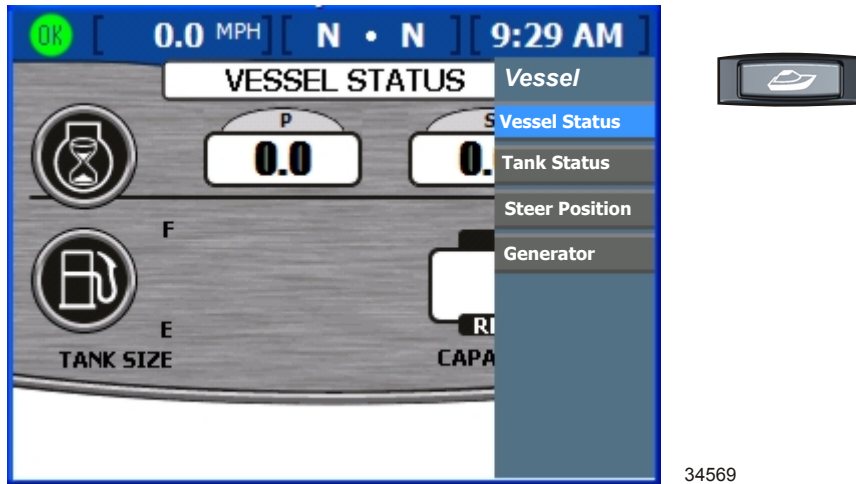 OK [ 0.0 MPH ] [ N • N ] [ 9:29 AM ]
VESSEL STATUS
Vessel
P
S
Vessel Status
0.0
0.
Tank Status
Steer Position
F
Generator
E
TANK SIZE
34569